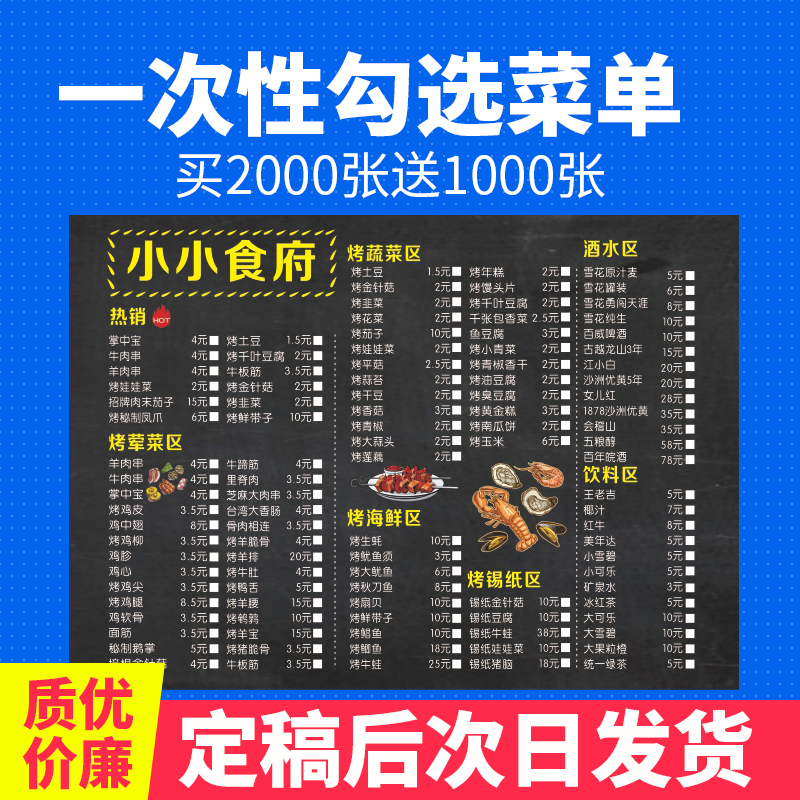 一次性勾选菜单
买2000张送1000张
小小食府
热销 HOT
掌中宝 4元 烤土豆 1.5元
牛肉串 4元 烤千叶豆腐 2元
羊肉串 4元 牛板筋 3.5元
烤娃娃菜 2元 烤金针菇 2元
招牌肉末茄子 15元 烤韭菜 2元
烤秘制凤爪 6元 烤鲜带子 10元
烤荤菜区
羊肉串 4元 牛蹄筋 4元
牛肉串 4元 里脊肉 3.5元
掌中宝 4元 芝麻大肉串 3.5元
烤鸡皮 3.5元 台湾大香肠 4元
鸡中翅 8元 骨肉相连 3.5元
烤鸡柳 3.5元 烤羊脆骨 4元
鸡胗 3.5元 烤羊排 20元
鸡心 3.5元 烤牛肚 4元
烤鸡尖 3.5元 烤鸭舌 5元
烤鸡腿 8.5元 烤羊腰 15元
鸡软骨 3.5元 烤鹌鹑 10元
面筋 3.5元 烤羊宝 15元
秘制鹅掌 5元 烤猪脆骨 3.5元
培根金针菇 4元 牛板筋 3.5元
烤蔬菜区
烤土豆 1.5元 烤年糕 2元
烤金针菇 2元 烤馒头片 2元
烤韭菜 2元 烤千叶豆腐 2元
烤花菜 2元 千张包香菜 2.5元
烤茄子 10元 鱼豆腐 3元
烤娃娃菜 2元 烤小青菜 2元
烤平菇 2.5元 烤青椒香干 2元
烤蒜苔 2元 烤油豆腐 2元
烤干豆 2元 烤臭豆腐 2元
烤香菇 3元 烤黄金糕 3元
烤青椒 2元 烤南瓜饼 2元
烤大蒜头 2元 烤玉米 6元
烤莲藕 2元
烤海鲜区
烤生蚝 10元
烤鱿鱼须 3元
烤大鱿鱼 6元
烤秋刀鱼 8元
烤扇贝 10元
烤鲜带子 10元
烤鲳鱼 10元
烤鲫鱼 18元
烤牛蛙 25元
烤锡纸区
锡纸金针菇 10元
锡纸豆腐 10元
锡纸牛蛙 38元
锡纸娃娃菜 10元
锡纸猪脑 18元
酒水区
雪花原汁麦 5元
雪花罐装 6元
雪花勇闯天涯 8元
雪花纯生 10元
百威啤酒 10元
古越龙山3年 15元
江小白 20元
沙洲优黄5年 20元
女儿红 28元
1878沙洲优黄 35元
会稽山 35元
五粮醇 58元
百年皖酒 78元
饮料区
王老吉 5元
椰汁 7元
红牛 8元
美年达 5元
小雪碧 5元
小可乐 5元
矿泉水 3元
冰红茶 5元
大可乐 10元
大雪碧 10元
大果粒橙 10元
统一绿茶 5元
质优
价廉
定稿后次日发货